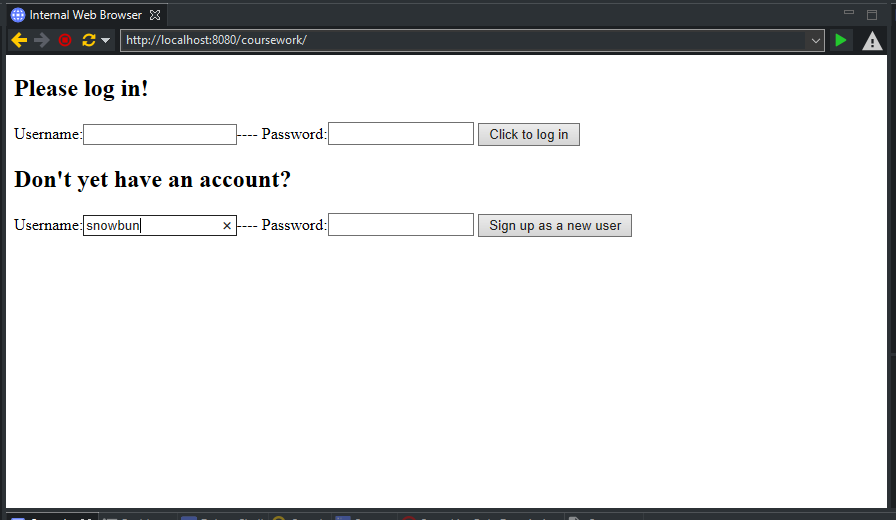 Internal Web Browser
http://localhost:8080/coursework/
Please log in!
Username: ---- Password: Click to log in
Don't yet have an account?
Username: snowbun ---- Password: Sign up as a new user